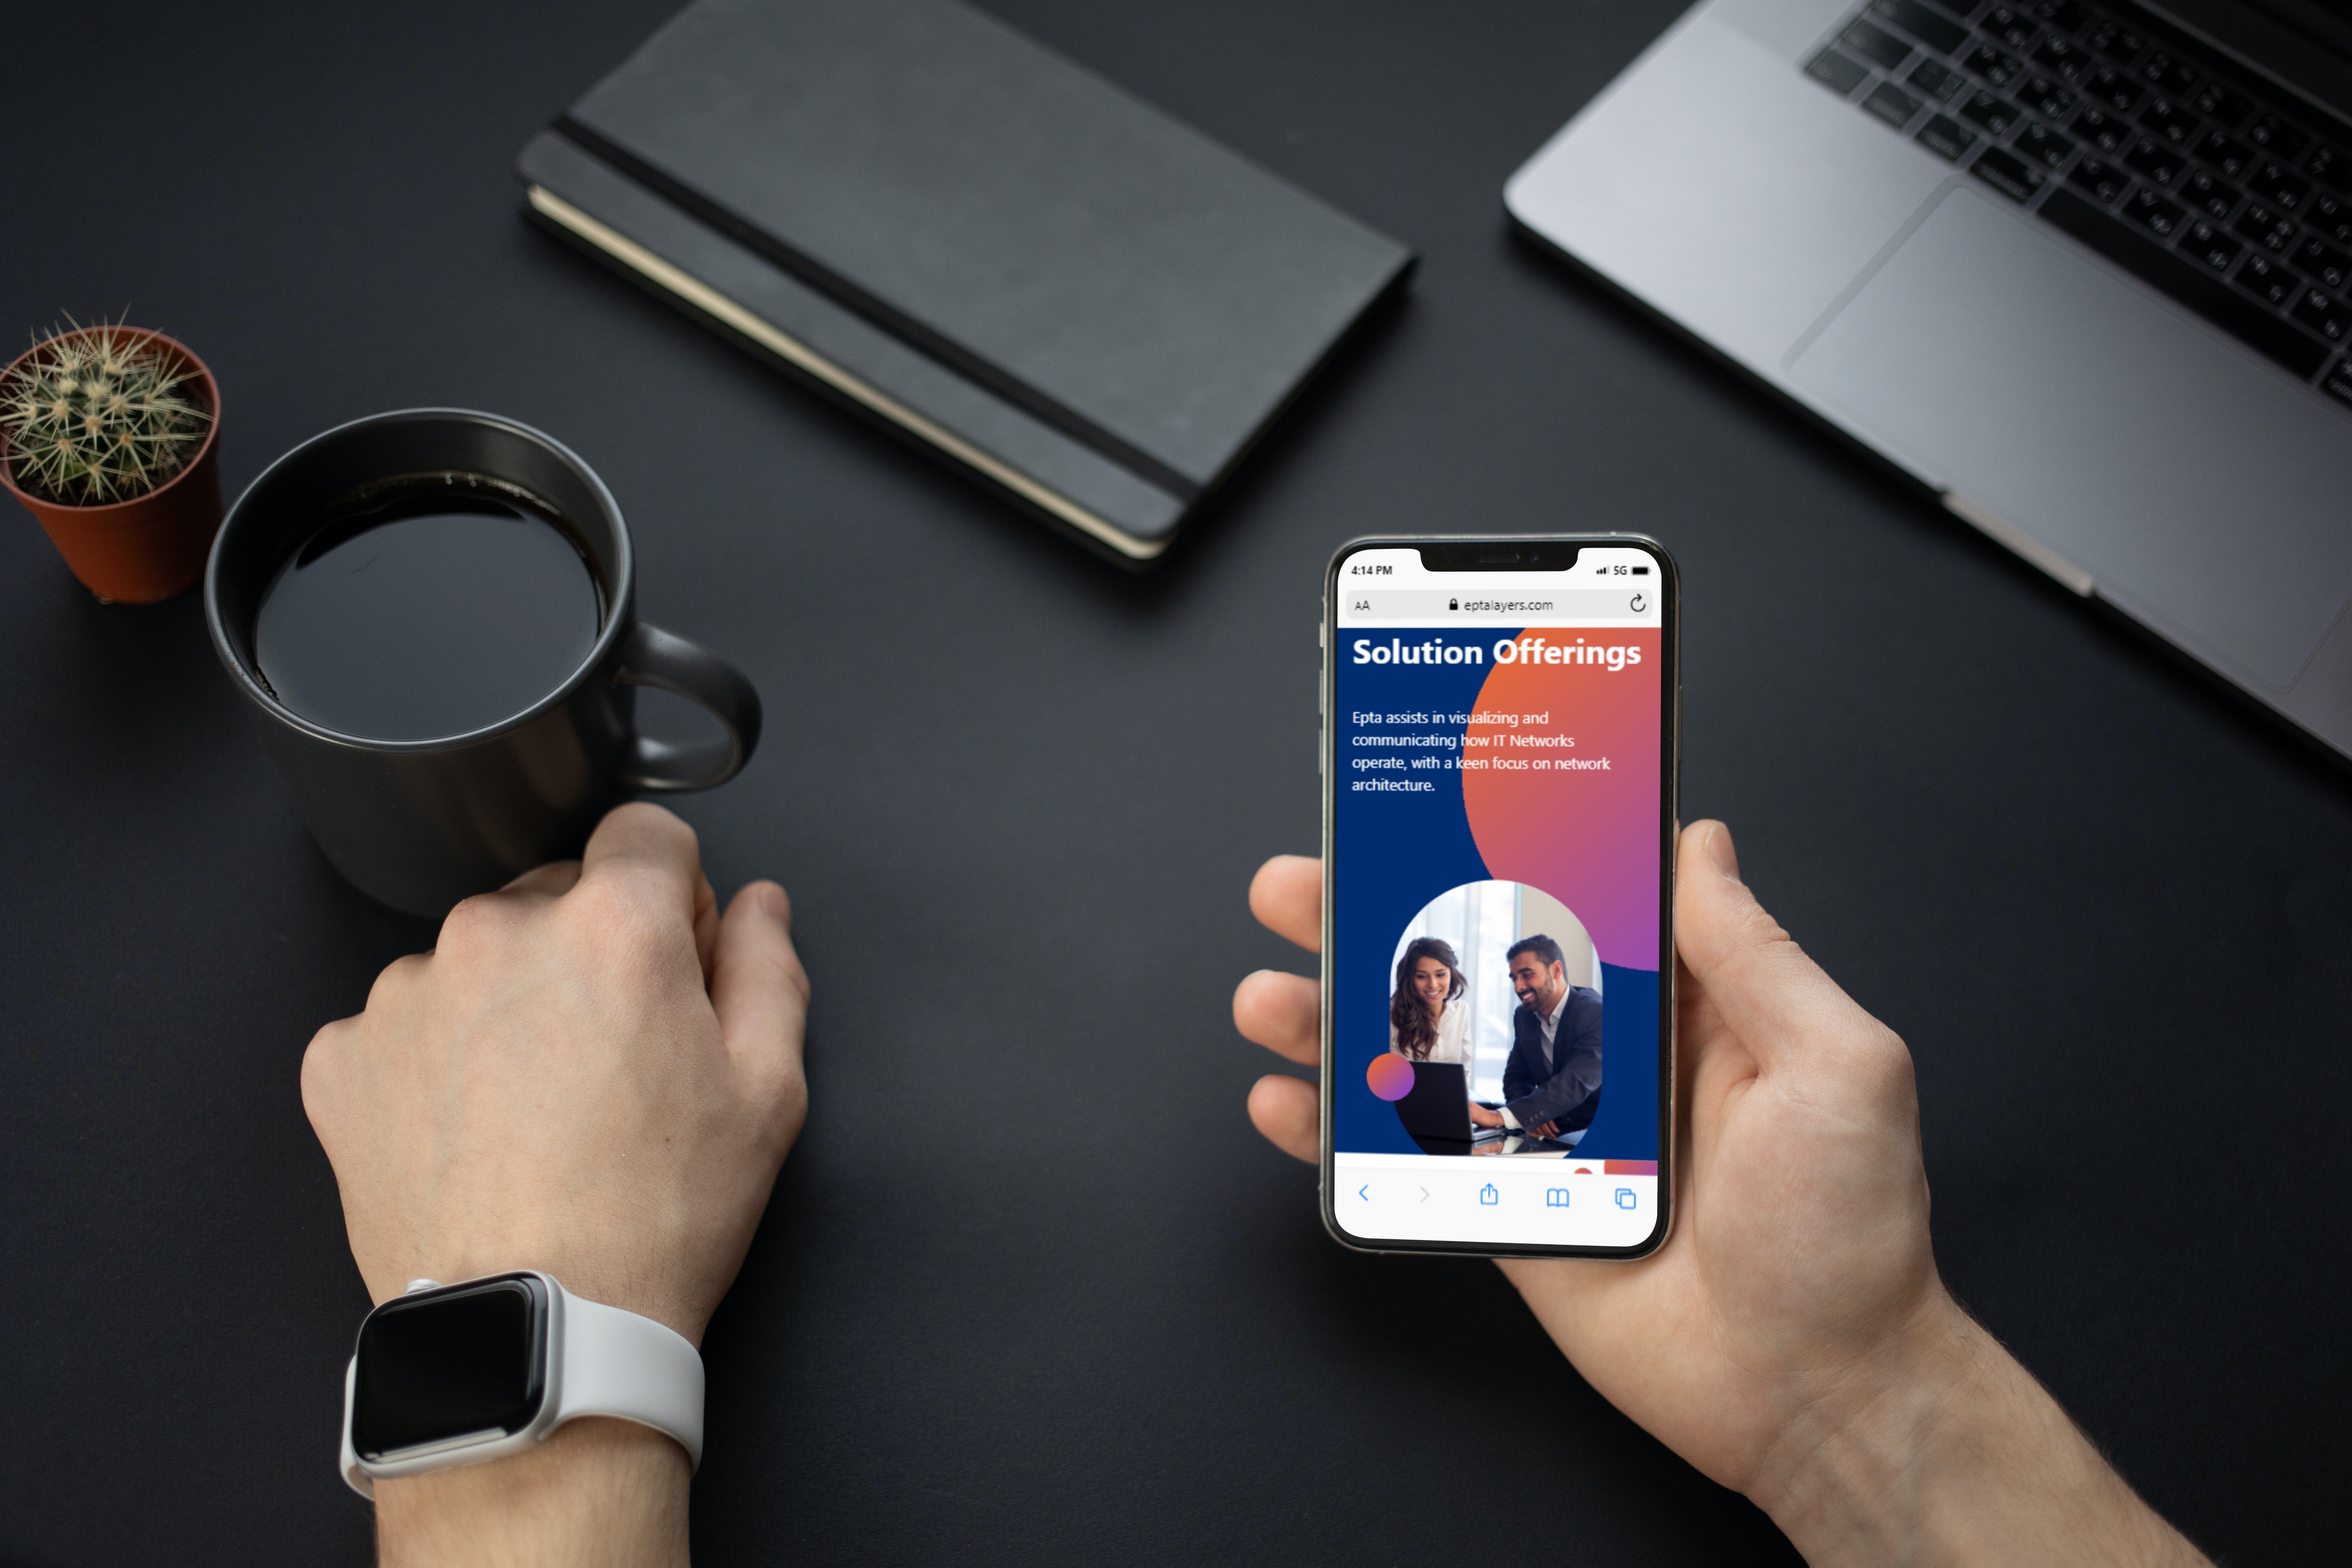 4:14 PM 5G
AA eptalayers.com
Solution Offerings
Epta assists in visualizing and
communicating how IT Networks
operate, with a keen focus on network
architecture.